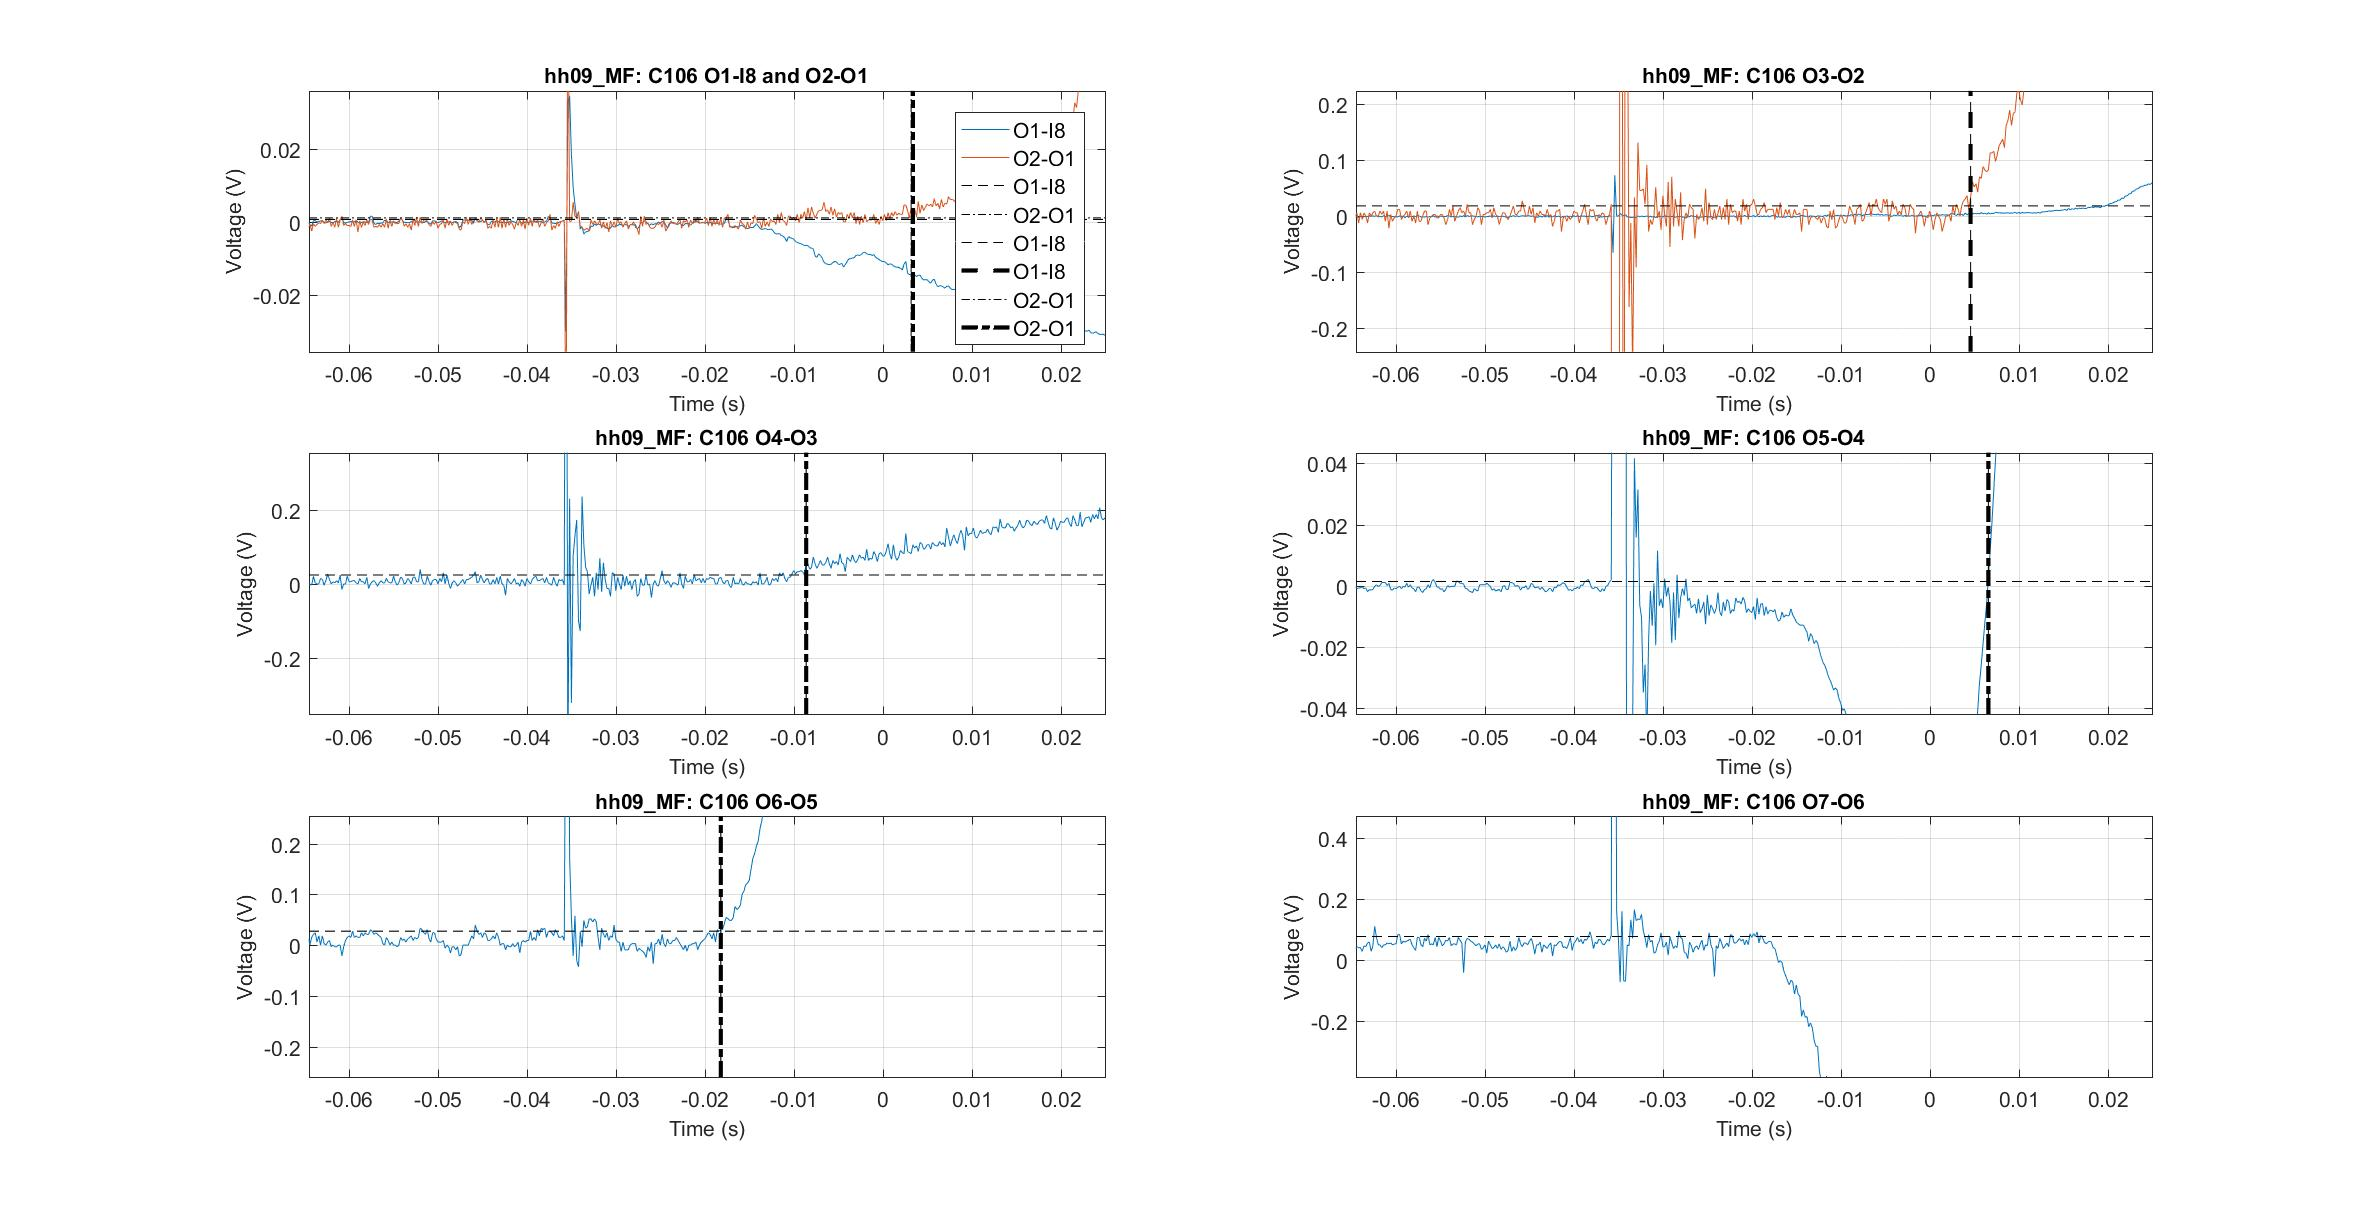 hh09_MF: C106 O1-I8 and O2-O1
Voltage (V)
0.02
0
-0.02
O1-I8
O2-O1
O1-I8
O2-O1
O1-I8
O1-I8
O2-O1
O2-O1
-0.06 -0.05 -0.04 -0.03 -0.02 -0.01 0 0.01 0.02
Time (s)
hh09_MF: C106 O3-O2
Voltage (V)
0.2
0.1
0
-0.1
-0.2
-0.06 -0.05 -0.04 -0.03 -0.02 -0.01 0 0.01 0.02
Time (s)
hh09_MF: C106 O4-O3
Voltage (V)
0.2
0
-0.2
-0.06 -0.05 -0.04 -0.03 -0.02 -0.01 0 0.01 0.02
Time (s)
hh09_MF: C106 O5-O4
Voltage (V)
0.04
0.02
0
-0.02
-0.04
-0.06 -0.05 -0.04 -0.03 -0.02 -0.01 0 0.01 0.02
Time (s)
hh09_MF: C106 O6-O5
Voltage (V)
0.2
0.1
0
-0.1
-0.2
-0.06 -0.05 -0.04 -0.03 -0.02 -0.01 0 0.01 0.02
Time (s)
hh09_MF: C106 O7-O6
Voltage (V)
0.4
0.2
0
-0.2
-0.06 -0.05 -0.04 -0.03 -0.02 -0.01 0 0.01 0.02
Time (s)